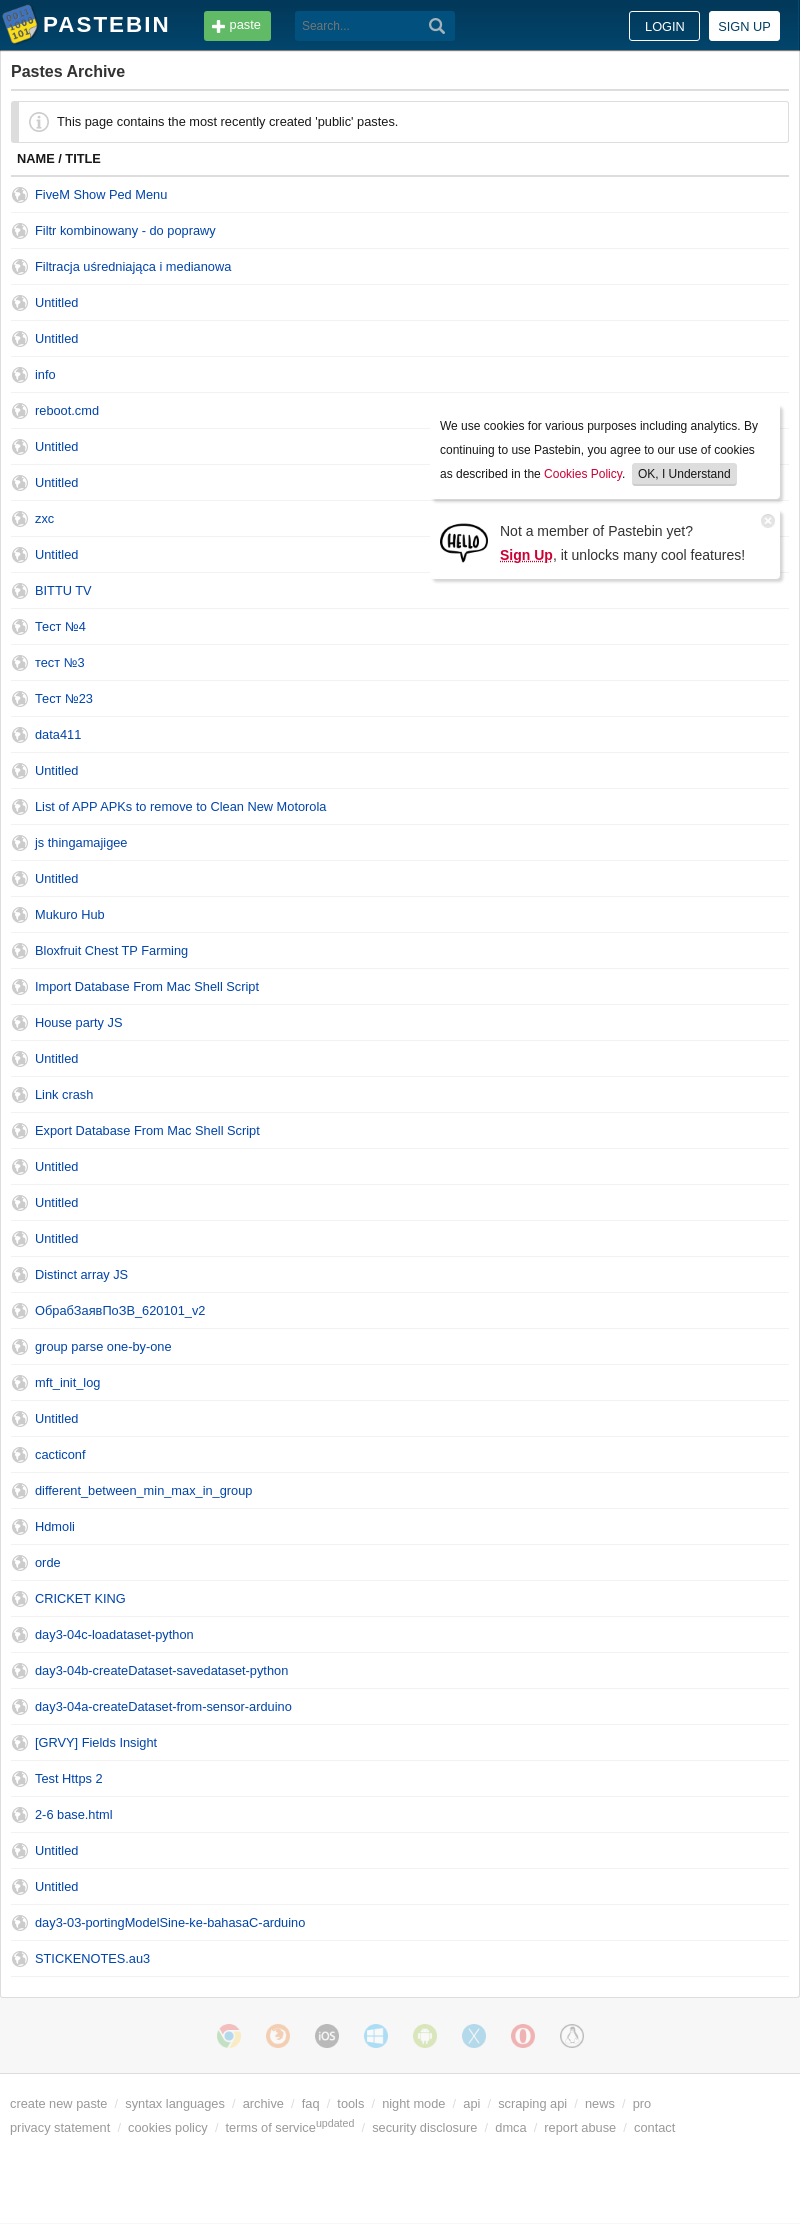 PASTEBIN
paste
Search...
LOGIN
SIGN UP
Pastes Archive
This page contains the most recently created 'public' pastes.
NAME / TITLE
FiveM Show Ped Menu
Filtr kombinowany - do poprawy
Filtracja uśredniająca i medianowa
Untitled
Untitled
info
reboot.cmd
Untitled
Untitled
zxc
Untitled
BITTU TV
Тест №4
тест №3
Тест №23
data411
Untitled
List of APP APKs to remove to Clean New Motorola
js thingamajigee
Untitled
Mukuro Hub
Bloxfruit Chest TP Farming
Import Database From Mac Shell Script
House party JS
Untitled
Link crash
Export Database From Mac Shell Script
Untitled
Untitled
Untitled
Distinct array JS
ОбрабЗаявПоЗВ_620101_v2
group parse one-by-one
mft_init_log
Untitled
cacticonf
different_between_min_max_in_group
Hdmoli
orde
CRICKET KING
day3-04c-loadataset-python
day3-04b-createDataset-savedataset-python
day3-04a-createDataset-from-sensor-arduino
[GRVY] Fields Insight
Test Https 2
2-6 base.html
Untitled
Untitled
day3-03-portingModelSine-ke-bahasaC-arduino
STICKENOTES.au3
We use cookies for various purposes including analytics. By
continuing to use Pastebin, you agree to our use of cookies
as described in the Cookies Policy. OK, I Understand
HELLO
Not a member of Pastebin yet?
Sign Up, it unlocks many cool features!
iOS
create new paste / syntax languages / archive / faq / tools / night mode / api / scraping api / news / pro
privacy statement / cookies policy / terms of service updated / security disclosure / dmca / report abuse / contact